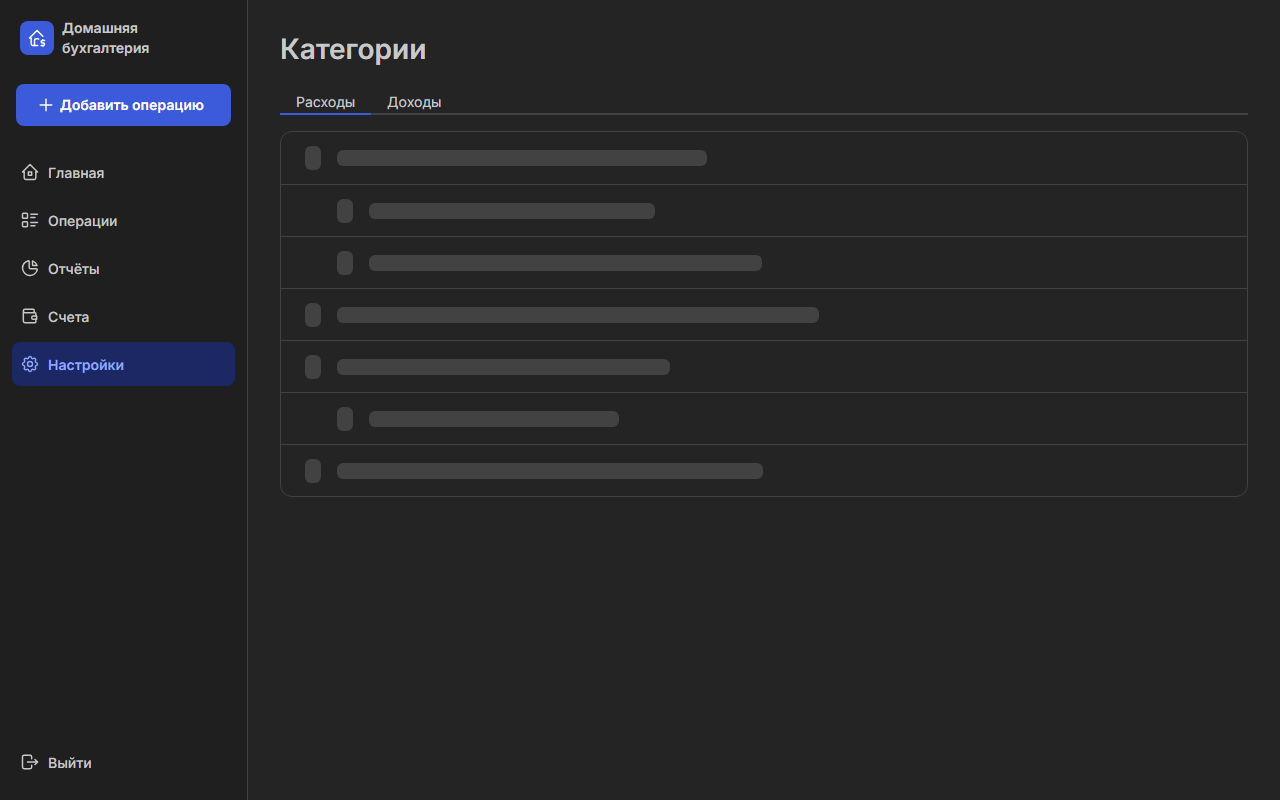 Домашняя
бухгалтерия
Добавить операцию
Главная
Операции
Отчёты
Счета
Настройки
Выйти
Категории
Расходы Доходы